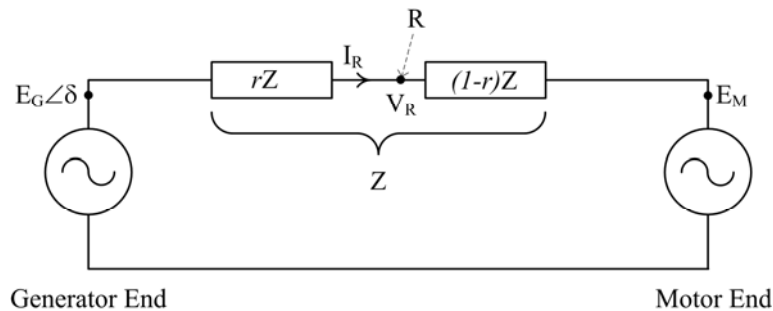 R
I_R
rZ
(1-r)Z
E_G∠δ
V_R
E_M
Z
Generator End
Motor End